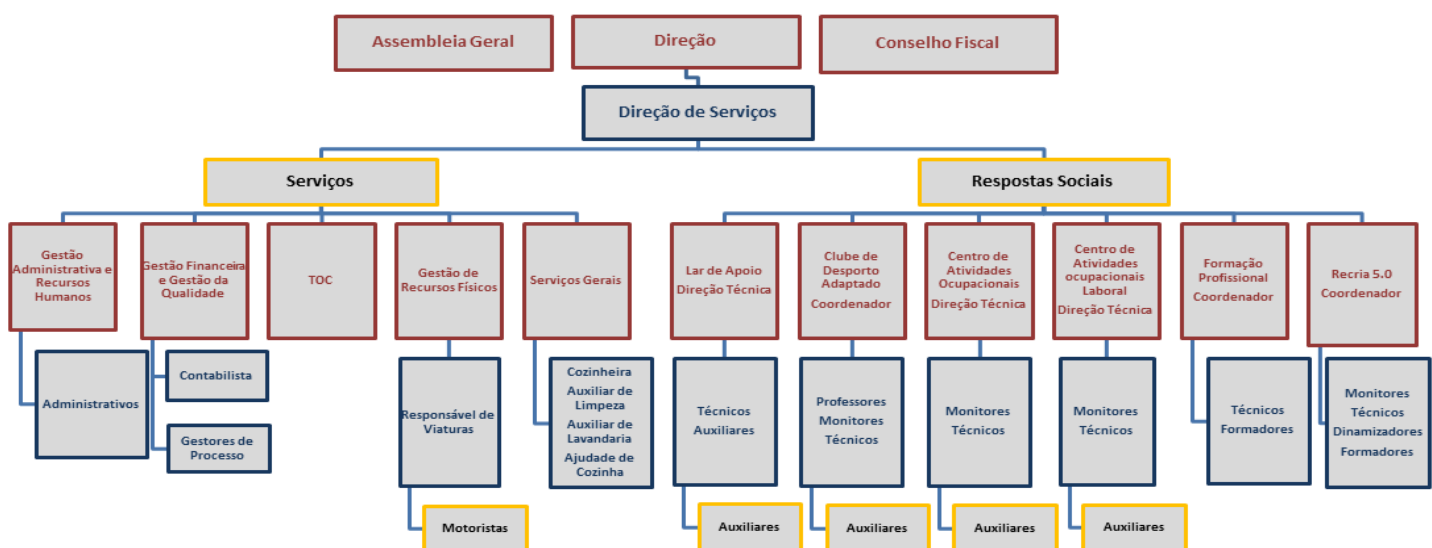 Assembleia Geral
Direção
Conselho Fiscal
Direção de Serviços
Serviços
Respostas Sociais
Gestão
Administrativa e
Recursos
Humanos
Gestão Financeira
e Gestão da
Qualidade
TOC
Gestão de
Recursos Físicos
Serviços Gerais
Lar de Apoio
Direção Técnica
Clube de
Desporto
Adaptado
Coordenador
Centro de
Atividades
Ocupacionais
Direção Técnica
Centro de
Atividades
ocupacionais
Laboral
Direção Técnica
Formação
Profissional
Coordenador
Recria 5.0
Coordenador
Administrativos
Contabilista
Gestores de
Processo
Responsável de
Viaturas
Cozinheira
Auxiliar de
Limpeza
Auxiliar de
Lavandaria
Ajudade de
Cozinha
Técnicos
Auxiliares
Professores
Monitores
Técnicos
Monitores
Técnicos
Monitores
Técnicos
Técnicos
Formadores
Monitores
Técnicos
Dinamizadores
Formadores
Motoristas
Auxiliares
Auxiliares
Auxiliares
Auxiliares